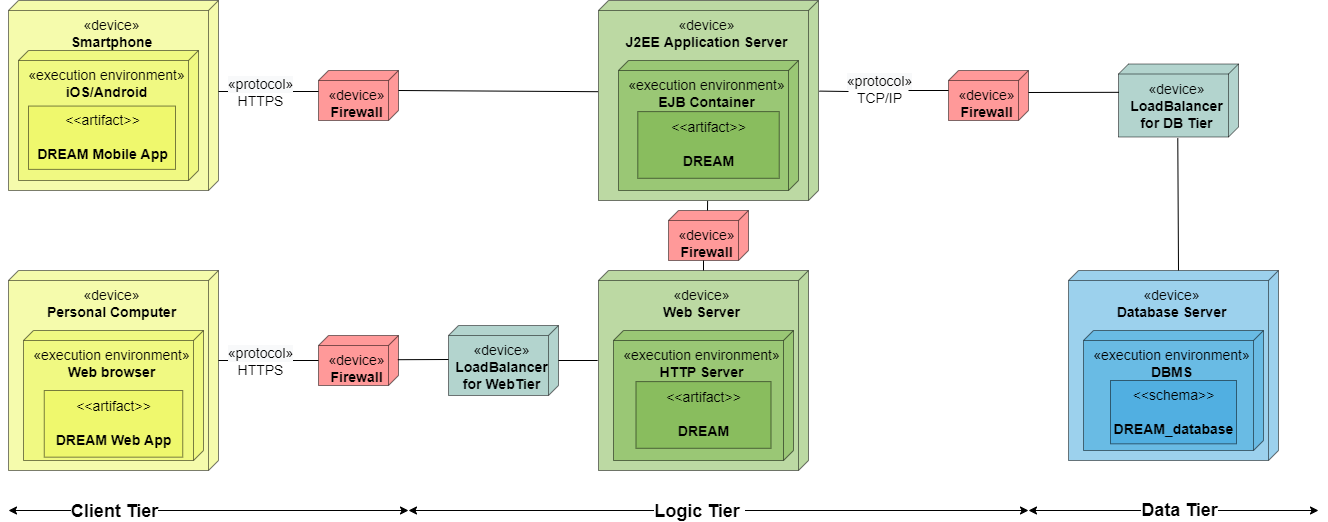 «device»
Smartphone
«execution environment»
iOS/Android
<<artifact>>
DREAM Mobile App
«protocol»
HTTPS
«device»
Firewall
«device»
J2EE Application Server
«execution environment»
EJB Container
<<artifact>>
DREAM
«protocol»
TCP/IP
«device»
Firewall
«device»
LoadBalancer
for DB Tier
«device»
Firewall
«device»
Personal Computer
«execution environment»
Web browser
<<artifact>>
DREAM Web App
«protocol»
HTTPS
«device»
Firewall
«device»
LoadBalancer
for WebTier
«device»
Web Server
«execution environment»
HTTP Server
<<artifact>>
DREAM
«device»
Database Server
«execution environment»
DBMS
<<schema>>
DREAM_database
Client Tier
Logic Tier
Data Tier